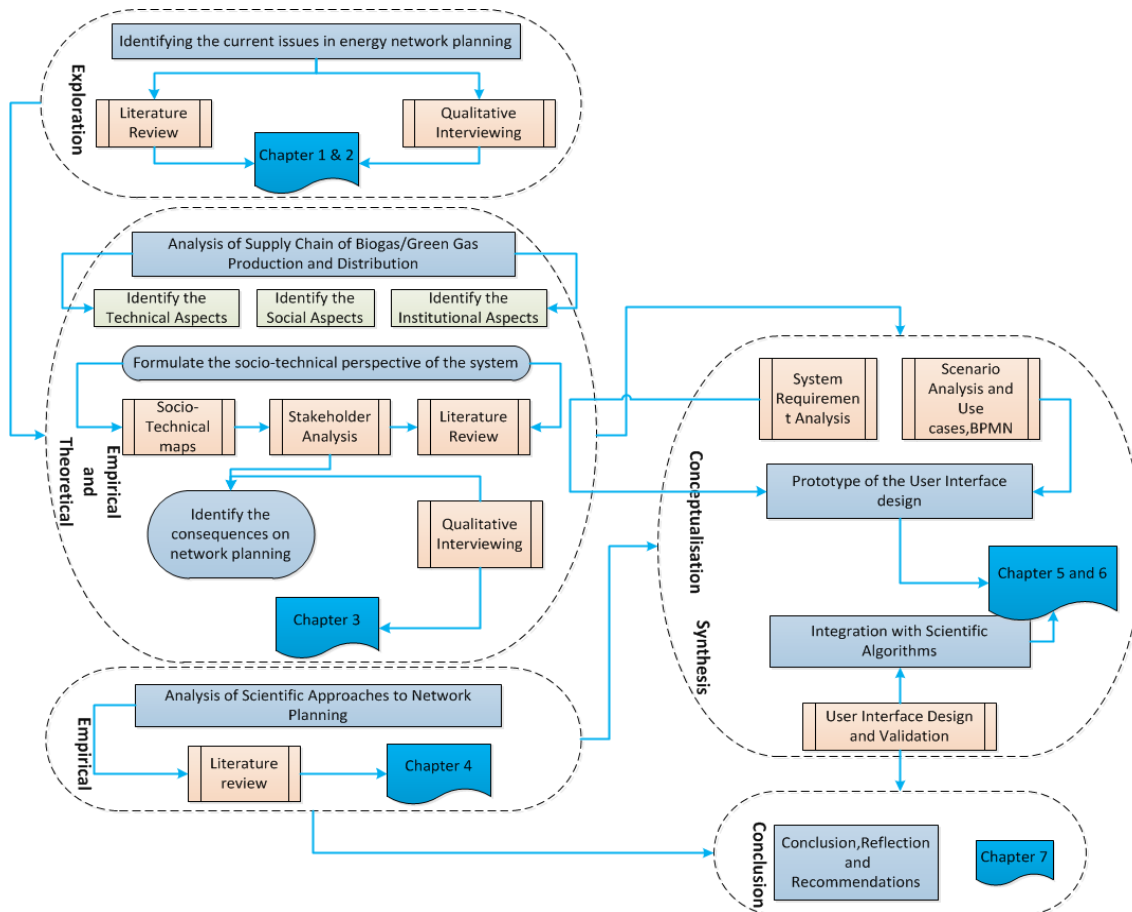 Identifying the current issues in energy network planning
Exploration
Literature
Review
Qualitative
Interviewing
Chapter 1 & 2
Analysis of Supply Chain of Biogas/Green Gas
Production and Distribution
Identify the
Technical Aspects
Identify the
Social Aspects
Identify the
Institutional Aspects
Formulate the socio-technical perspective of the system
Socio-
Technical
maps
Stakeholder
Analysis
Literature
Review
Empirical
and
Theoretical
Identify the
consequences on
network planning
Qualitative
Interviewing
Chapter 3
Analysis of Scientific Approaches to Network
Planning
Empirical
Literature
review
Chapter 4
System
Requiremen
t Analysis
Scenario
Analysis and
Use
cases,BPMN
Conceptualisation
Synthesis
Prototype of the User Interface
design
Chapter 5 and 6
Integration with Scientific
Algorithms
User Interface Design
and Validation
Conclusion
Conclusion,Reflection
and
Recommendations
Chapter 7